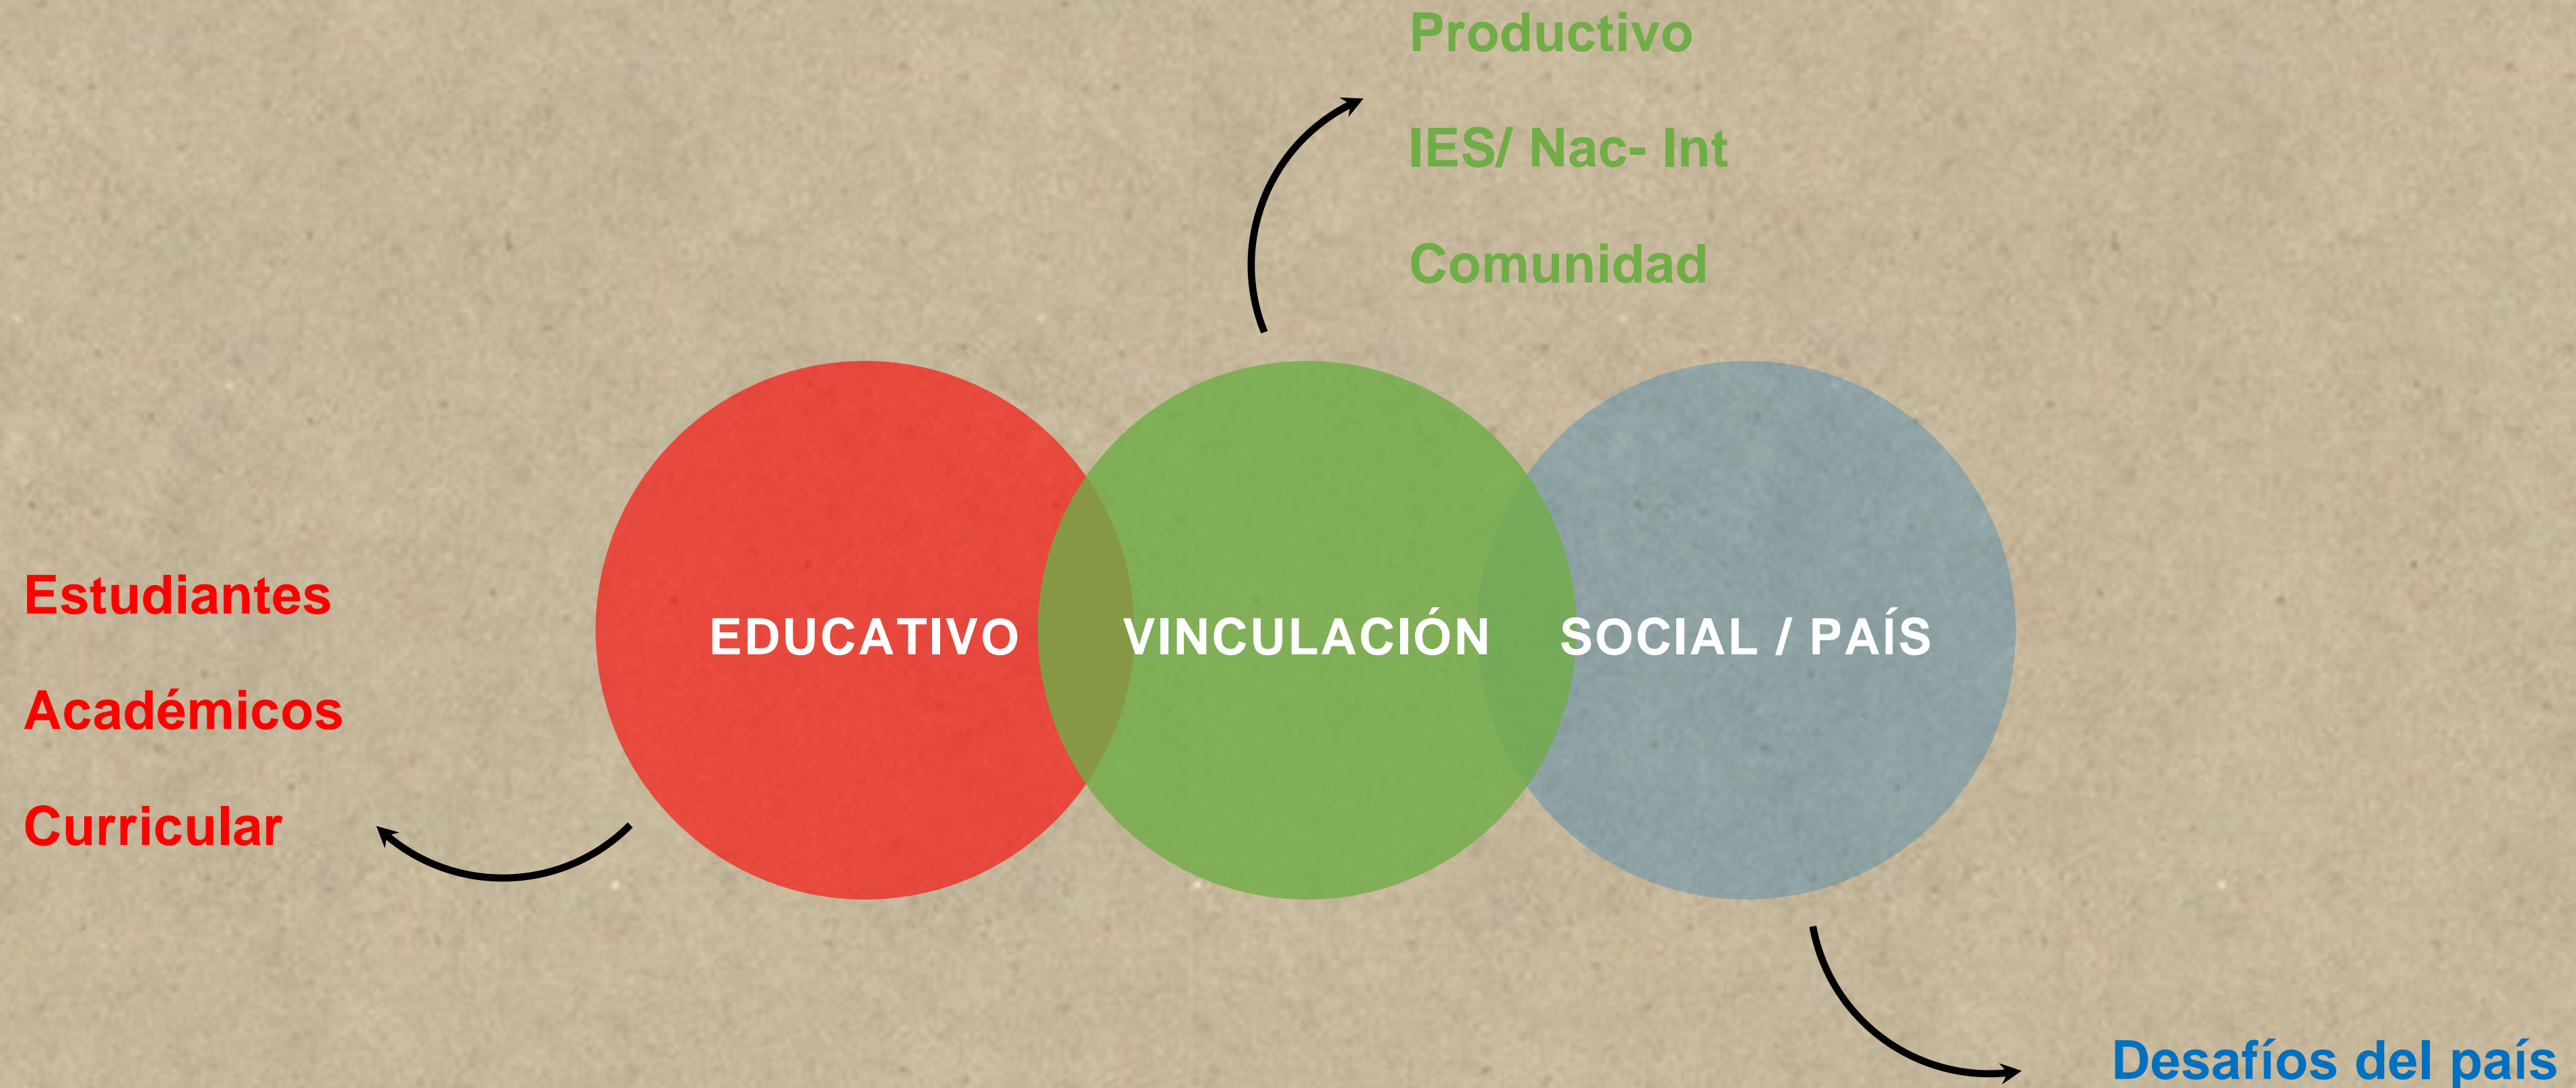 Productivo
IES/ Nac- Int
Comunidad
Estudiantes
Académicos
Curricular
EDUCATIVO
VINCULACIÓN
SOCIAL / PAÍS
Desafíos del país